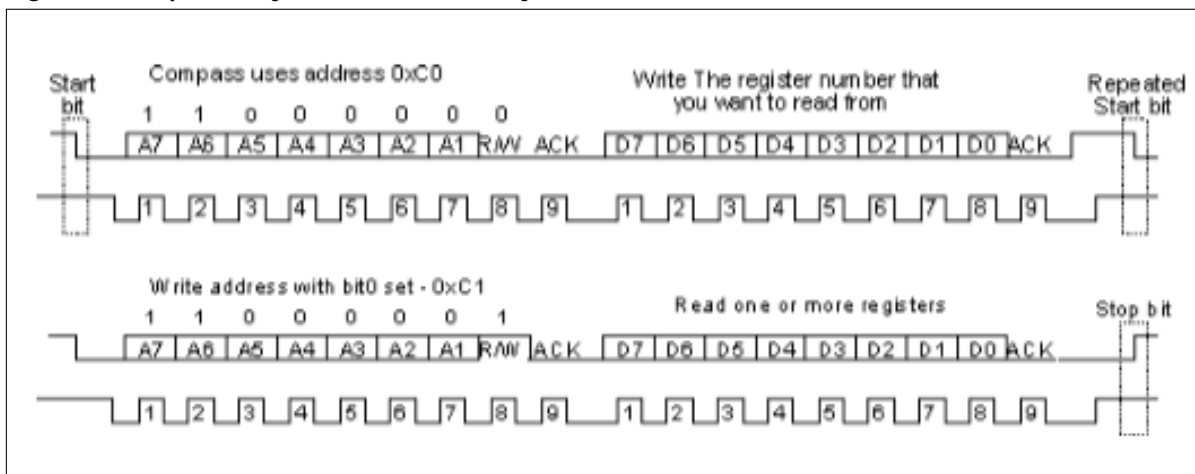 Start
bit
Compass uses address 0xC0
Write The register number that
you want to read from
Repeated
Start bit
1 1 0 0 0 0 0 0
A7 A6 A5 A4 A3 A2 A1 R/W ACK D7 D6 D5 D4 D3 D2 D1 D0 ACK
1 2 3 4 5 6 7 8 9 1 2 3 4 5 6 7 8 9
Write address with bit0 set - 0xC1
Read one or more registers
Stop bit
1 1 0 0 0 0 0 1
A7 A6 A5 A4 A3 A2 A1 R/W ACK D7 D6 D5 D4 D3 D2 D1 D0 ACK
1 2 3 4 5 6 7 8 9 1 2 3 4 5 6 7 8 9